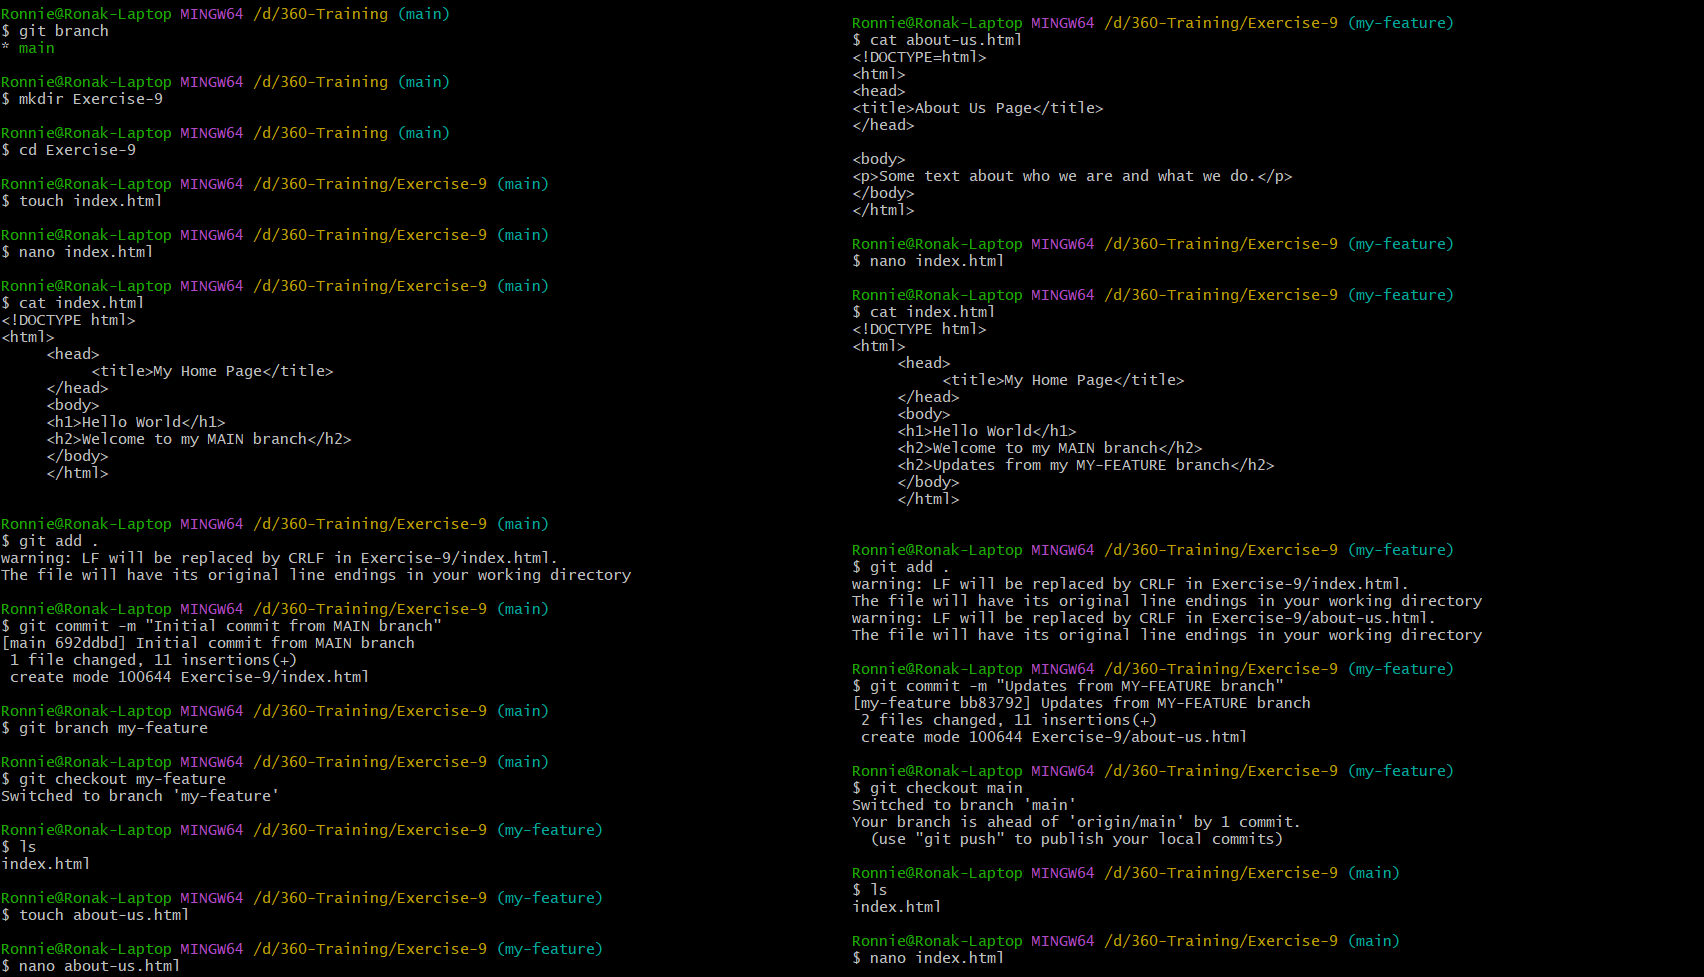 Ronnie@Ronak-Laptop MINGW64 /d/360-Training (main)
$ git branch
* main
Ronnie@Ronak-Laptop MINGW64 /d/360-Training (main)
$ mkdir Exercise-9
Ronnie@Ronak-Laptop MINGW64 /d/360-Training (main)
$ cd Exercise-9
Ronnie@Ronak-Laptop MINGW64 /d/360-Training/Exercise-9 (main)
$ touch index.html
Ronnie@Ronak-Laptop MINGW64 /d/360-Training/Exercise-9 (main)
$ nano index.html
Ronnie@Ronak-Laptop MINGW64 /d/360-Training/Exercise-9 (main)
$ cat index.html
<!DOCTYPE html>
<html>
<head>
<title>My Home Page</title>
</head>
<body>
<h1>Hello World</h1>
<h2>Welcome to my MAIN branch</h2>
</body>
</html>
Ronnie@Ronak-Laptop MINGW64 /d/360-Training/Exercise-9 (main)
$ git add .
warning: LF will be replaced by CRLF in Exercise-9/index.html.
The file will have its original line endings in your working directory
Ronnie@Ronak-Laptop MINGW64 /d/360-Training/Exercise-9 (main)
$ git commit -m "Initial commit from MAIN branch"
[main 692ddbd] Initial commit from MAIN branch
1 file changed, 11 insertions(+)
create mode 100644 Exercise-9/index.html
Ronnie@Ronak-Laptop MINGW64 /d/360-Training/Exercise-9 (main)
$ git branch my-feature
Ronnie@Ronak-Laptop MINGW64 /d/360-Training/Exercise-9 (main)
$ git checkout my-feature
Switched to branch 'my-feature'
Ronnie@Ronak-Laptop MINGW64 /d/360-Training/Exercise-9 (my-feature)
$ ls
index.html
Ronnie@Ronak-Laptop MINGW64 /d/360-Training/Exercise-9 (my-feature)
$ touch about-us.html
Ronnie@Ronak-Laptop MINGW64 /d/360-Training/Exercise-9 (my-feature)
$ nano about-us.html
Ronnie@Ronak-Laptop MINGW64 /d/360-Training/Exercise-9 (my-feature)
$ cat about-us.html
<!DOCTYPE=html>
<html>
<head>
<title>About Us Page</title>
</head>
<body>
<p>Some text about who we are and what we do.</p>
</body>
</html>
Ronnie@Ronak-Laptop MINGW64 /d/360-Training/Exercise-9 (my-feature)
$ nano index.html
Ronnie@Ronak-Laptop MINGW64 /d/360-Training/Exercise-9 (my-feature)
$ cat index.html
<!DOCTYPE html>
<html>
<head>
<title>My Home Page</title>
</head>
<body>
<h1>Hello World</h1>
<h2>Welcome to my MAIN branch</h2>
<h2>Updates from my MY-FEATURE branch</h2>
</body>
</html>
Ronnie@Ronak-Laptop MINGW64 /d/360-Training/Exercise-9 (my-feature)
$ git add .
warning: LF will be replaced by CRLF in Exercise-9/index.html.
The file will have its original line endings in your working directory
warning: LF will be replaced by CRLF in Exercise-9/about-us.html.
The file will have its original line endings in your working directory
Ronnie@Ronak-Laptop MINGW64 /d/360-Training/Exercise-9 (my-feature)
$ git commit -m "Updates from MY-FEATURE branch"
[my-feature bb83792] Updates from MY-FEATURE branch
2 files changed, 11 insertions(+)
create mode 100644 Exercise-9/about-us.html
Ronnie@Ronak-Laptop MINGW64 /d/360-Training/Exercise-9 (my-feature)
$ git checkout main
Switched to branch 'main'
Your branch is ahead of 'origin/main' by 1 commit.
(use "git push" to publish your local commits)
Ronnie@Ronak-Laptop MINGW64 /d/360-Training/Exercise-9 (main)
$ ls
index.html
Ronnie@Ronak-Laptop MINGW64 /d/360-Training/Exercise-9 (main)
$ nano index.html